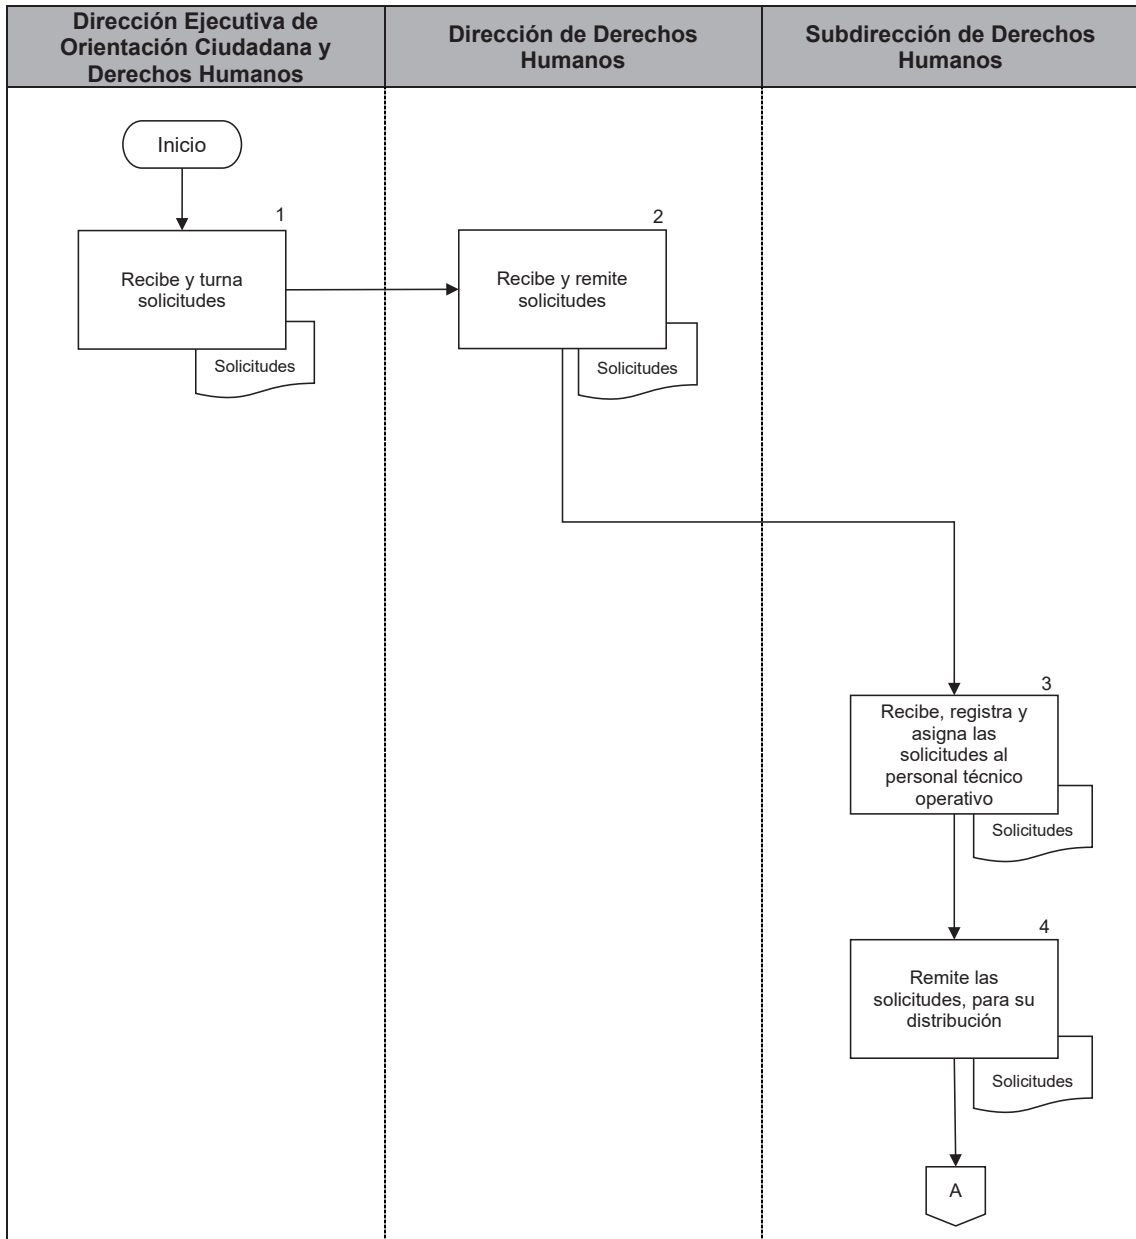 Dirección Ejecutiva de
Orientación Ciudadana y
Derechos Humanos
Dirección de Derechos
Humanos
Subdirección de Derechos
Humanos
Inicio
1
Recibe y turna
solicitudes
Solicitudes
2
Recibe y remite
solicitudes
Solicitudes
3
Recibe, registra y
asigna las
solicitudes al
personal técnico
operativo
Solicitudes
4
Remite las
solicitudes, para su
distribución
Solicitudes
A